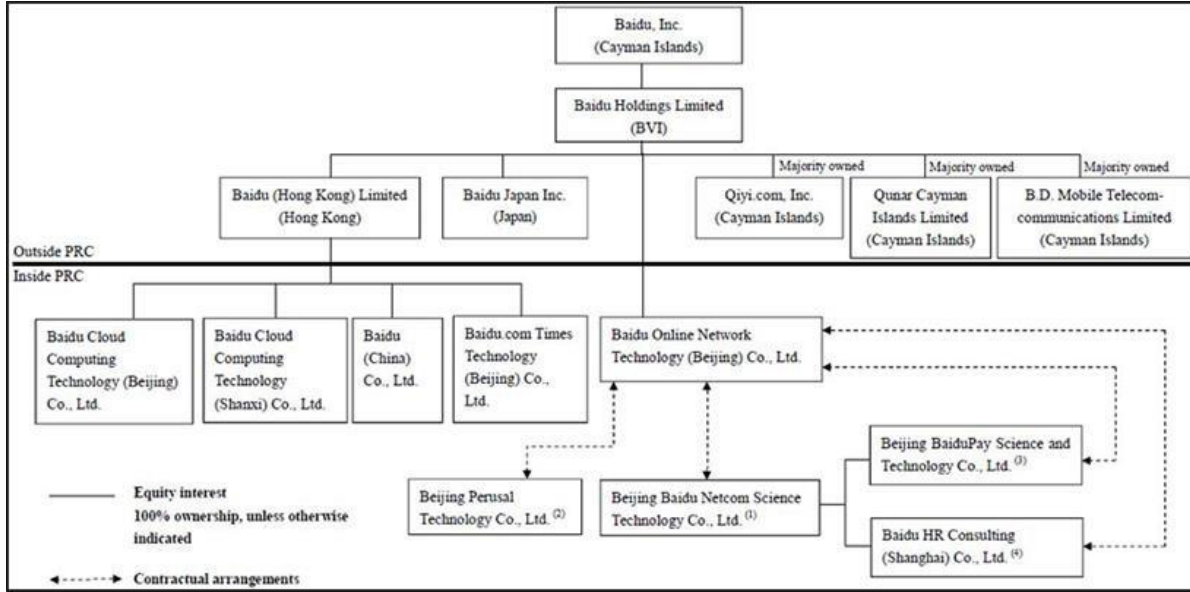 Baidu, Inc.
(Cayman Islands)
Baidu Holdings Limited
(BVI)
Majority owned
Majority owned
Majority owned
Baidu (Hong Kong) Limited
(Hong Kong)
Baidu Japan Inc.
(Japan)
Qiyi.com, Inc.
(Cayman Islands)
Qunar Cayman
Islands Limited
(Cayman Islands)
B.D. Mobile Telecom-
communications Limited
(Cayman Islands)
Outside PRC
Inside PRC
Baidu Cloud
Computing
Technology (Beijing)
Co., Ltd.
Baidu Cloud
Computing
Technology
(Shanxi) Co., Ltd.
Baidu
(China)
Co., Ltd.
Baidu.com Times
Technology
(Beijing) Co.,
Ltd.
Baidu Online Network
Technology (Beijing) Co., Ltd.
Beijing BaiduPay Science and
Technology Co., Ltd. (3)
Beijing Perusal
Technology Co., Ltd. (2)
Beijing Baidu Netcom Science
Technology Co., Ltd. (1)
Baidu HR Consulting
(Shanghai) Co., Ltd. (4)
Equity interest
100% ownership, unless otherwise
indicated
Contractual arrangements